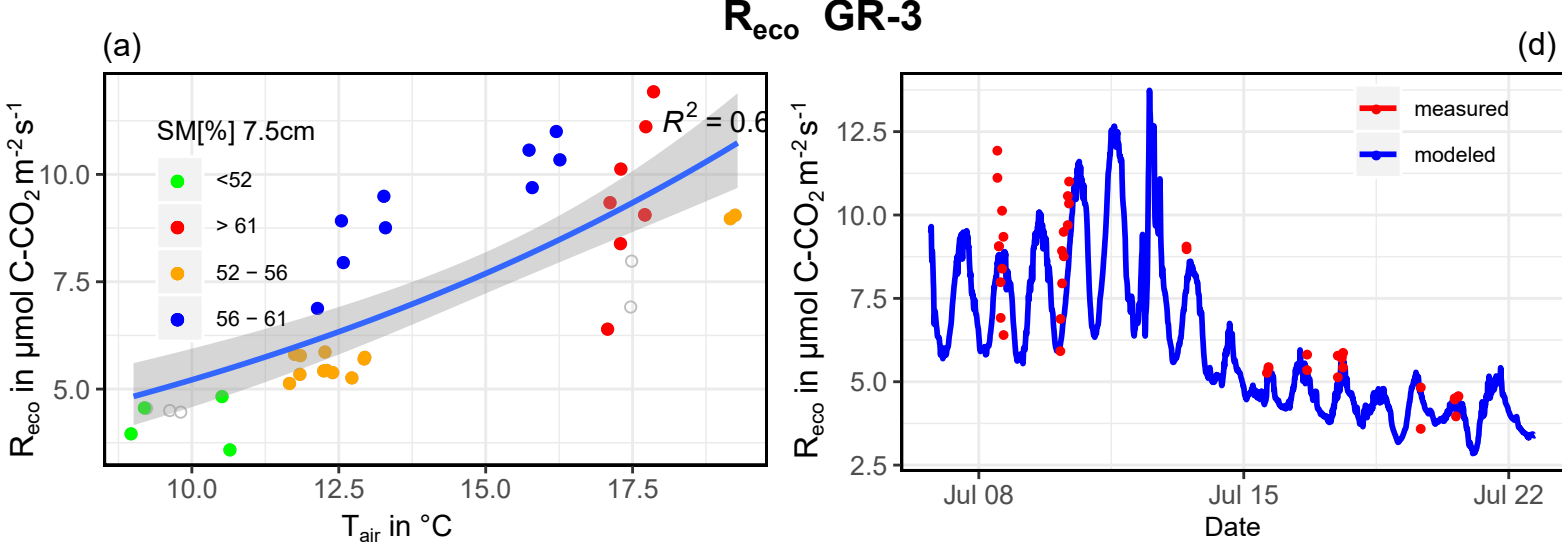 Reco GR-3
(a)
Reco in μmol C-CO2 m-2s-1
10.0
7.5
5.0
SM[%] 7.5cm
<52
> 61
52 − 56
56 − 61
R2 = 0.6
10.0 12.5 15.0 17.5
Tair in °C
(d)
Reco in μmol C-CO2 m-2s-1
12.5
10.0
7.5
5.0
2.5
measured
modeled
Jul 08 Jul 15 Jul 22
Date